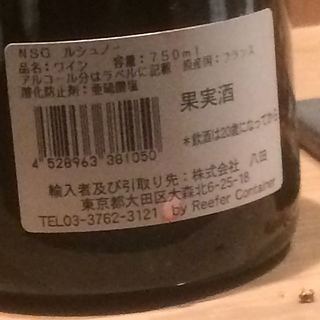 NSG ルシュノー
品名：ワイン 容量：750ml
アルコール分はラベルに記載 原産国：フランス
酸化防止剤：亜硫酸塩
果実酒
*飲酒は20歳になってから
4 528963 381050
輸入者及び引取り先：株式会社 八田
東京都大田区大森北6-25-18
TEL03-3762-3121 by Reefer Container